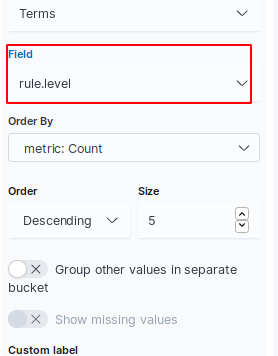 Terms
Field
rule.level
Order By
metric: Count
Order Size
Descending 5
Group other values in separate
bucket
Show missing values
Custom label